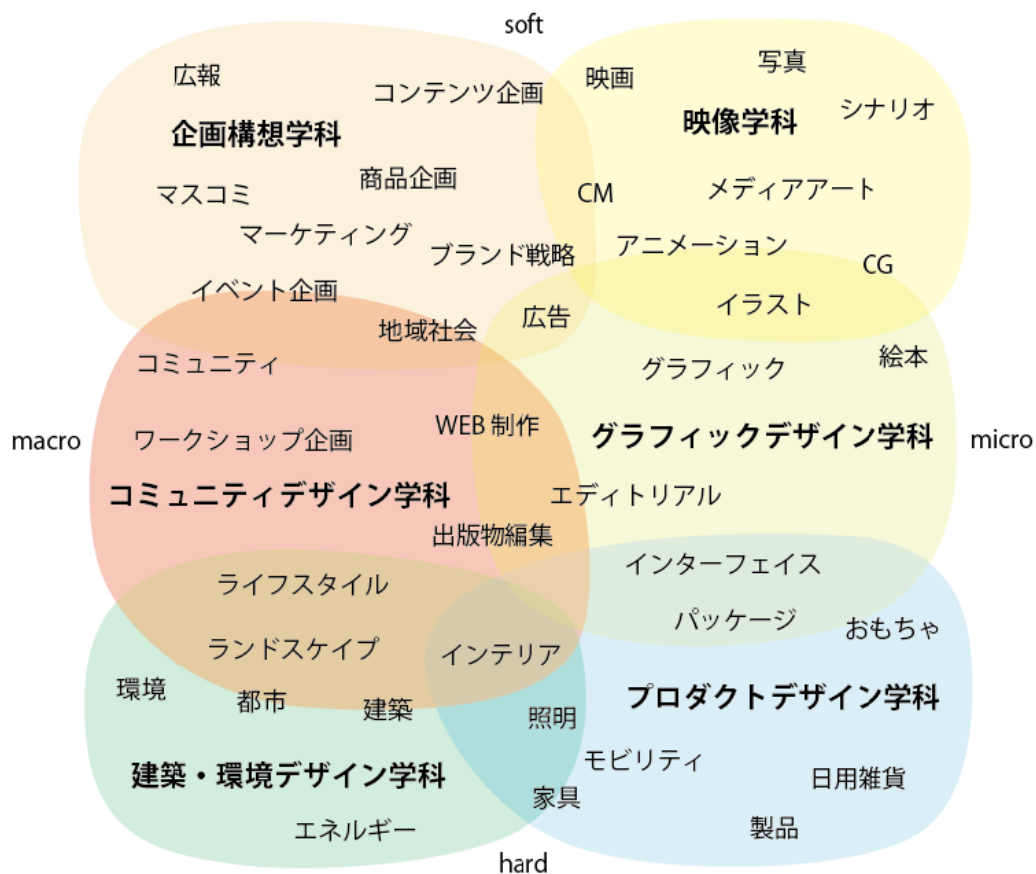 soft
広報
コンテンツ企画
企画構想学科
商品企画
マスコミ
マーケティング
ブランド戦略
イベント企画
地域社会
広告
映画
写真
シナリオ
映像学科
CM
メディアアート
アニメーション
CG
イラスト
macro
コミュニティ
ワークショップ企画
WEB 制作
コミュニティデザイン学科
出版物編集
ライフスタイル
ランドスケイプ
インテリア
グラフィック
絵本
グラフィックデザイン学科
micro
エディトリアル
インターフェイス
パッケージ
環境
都市
建築
照明
建築・環境デザイン学科
家具
エネルギー
おもちゃ
プロダクトデザイン学科
モビリティ
日用雑貨
製品
hard